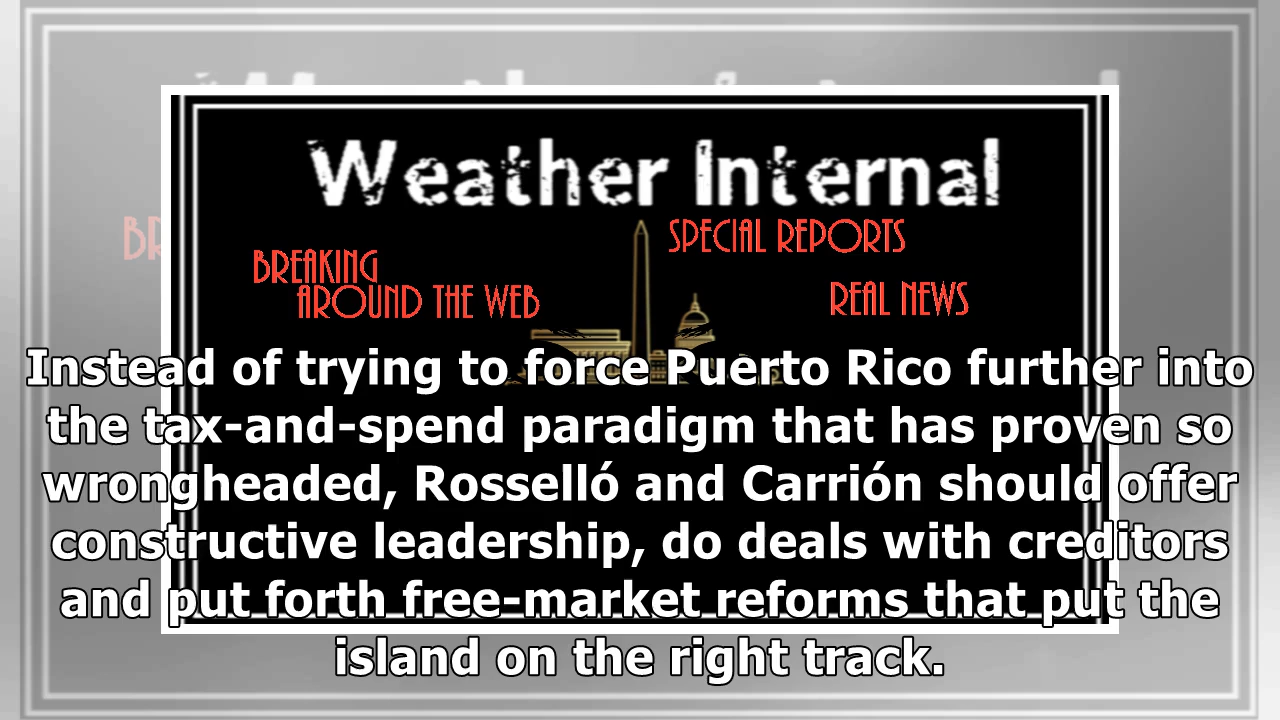 Weather Internal
SPECIAL REPORTS
BREAKING
AROUND THE WEB
REAL NEWS
Instead of trying to force Puerto Rico further into
the tax-and-spend paradigm that has proven so
wrongheaded, Rosselló and Carrión should offer
constructive leadership, do deals with creditors
and put forth free-market reforms that put the
island on the right track.